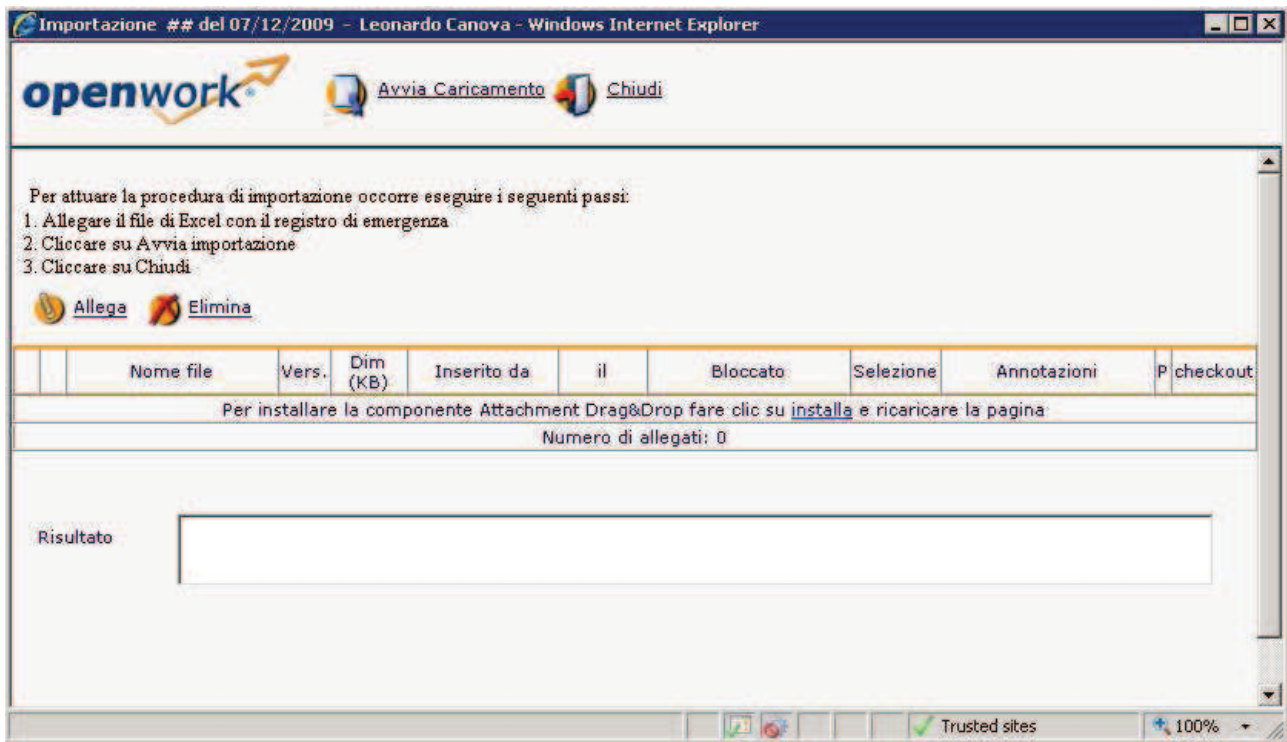 Importazione ## del 07/12/2009 - Leonardo Canova - Windows Internet Explorer
openwork® Avvia Caricamento Chiudi
Per attuare la procedura di importazione occorre eseguire i seguenti passi:
1. Allegare il file di Excel con il registro di emergenza
2. Cliccare su Avvia importazione
3. Cliccare su Chiudi
Allega Elimina
Nome file Vers. Dim (KB) Inserito da il Bloccato Selezione Annotazioni P checkout
Per installare la componente Attachment Drag&Drop fare clic su installa e ricaricare la pagina
Numero di allegati: 0
Risultato
Trusted sites 100%